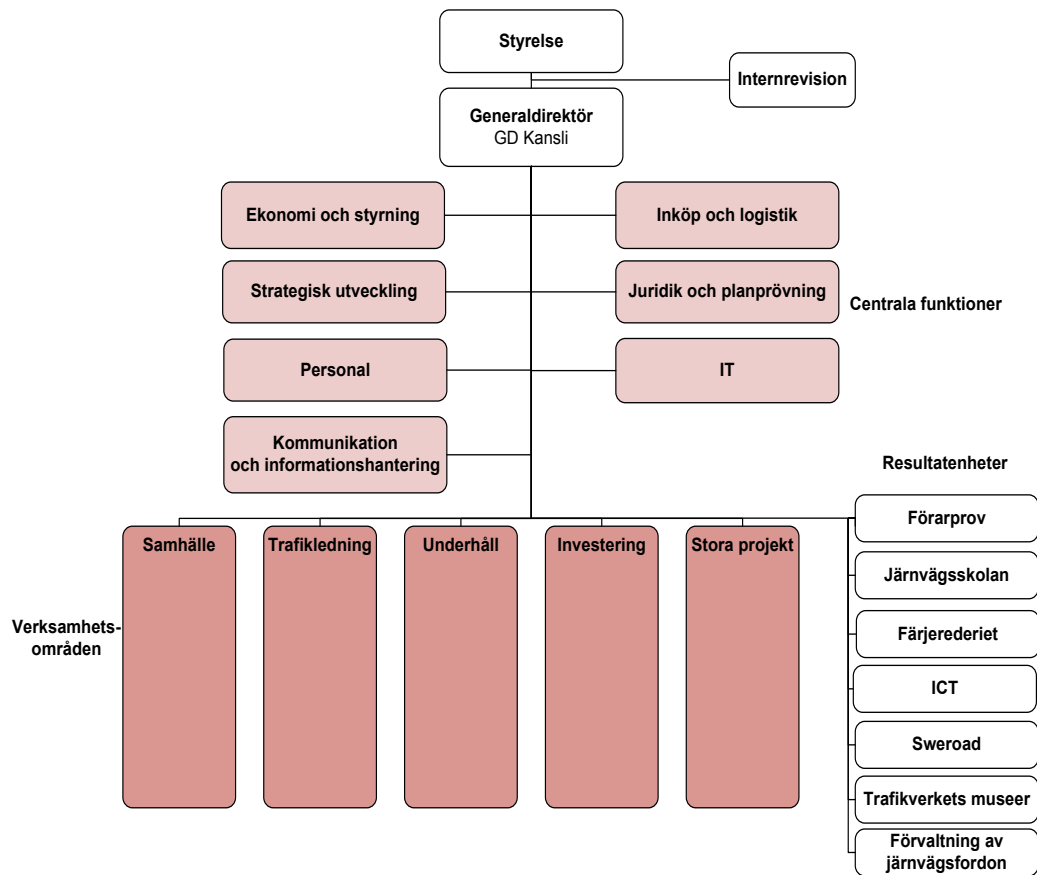 Styrelse
Internrevision
Generaldirektör
GD Kansli
Ekonomi och styrning
Inköp och logistik
Strategisk utveckling
Juridik och planprövning
Centrala funktioner
Personal
IT
Kommunikation
och informationshantering
Resultatenheter
Samhälle
Trafikledning
Underhåll
Investering
Stora projekt
Verksamhets-
områden
Förarprov
Järnvägsskolan
Färjerederiet
ICT
Sweroad
Trafikverkets museer
Förvaltning av
järnvägsfordon